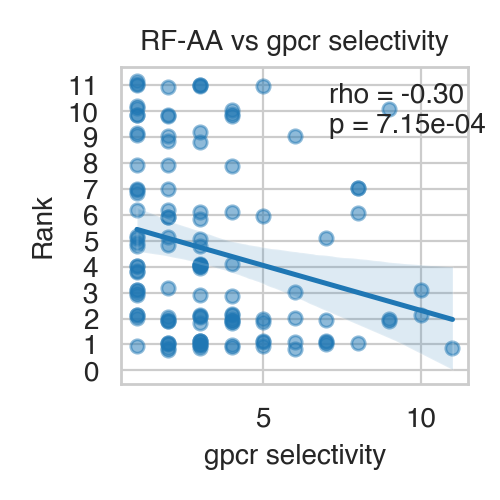 RF-AA vs gpcr selectivity
rho = -0.30
p = 7.15e-04
11
10
9
8
7
6
5
4
3
2
1
0
Rank
5
10
gpcr selectivity